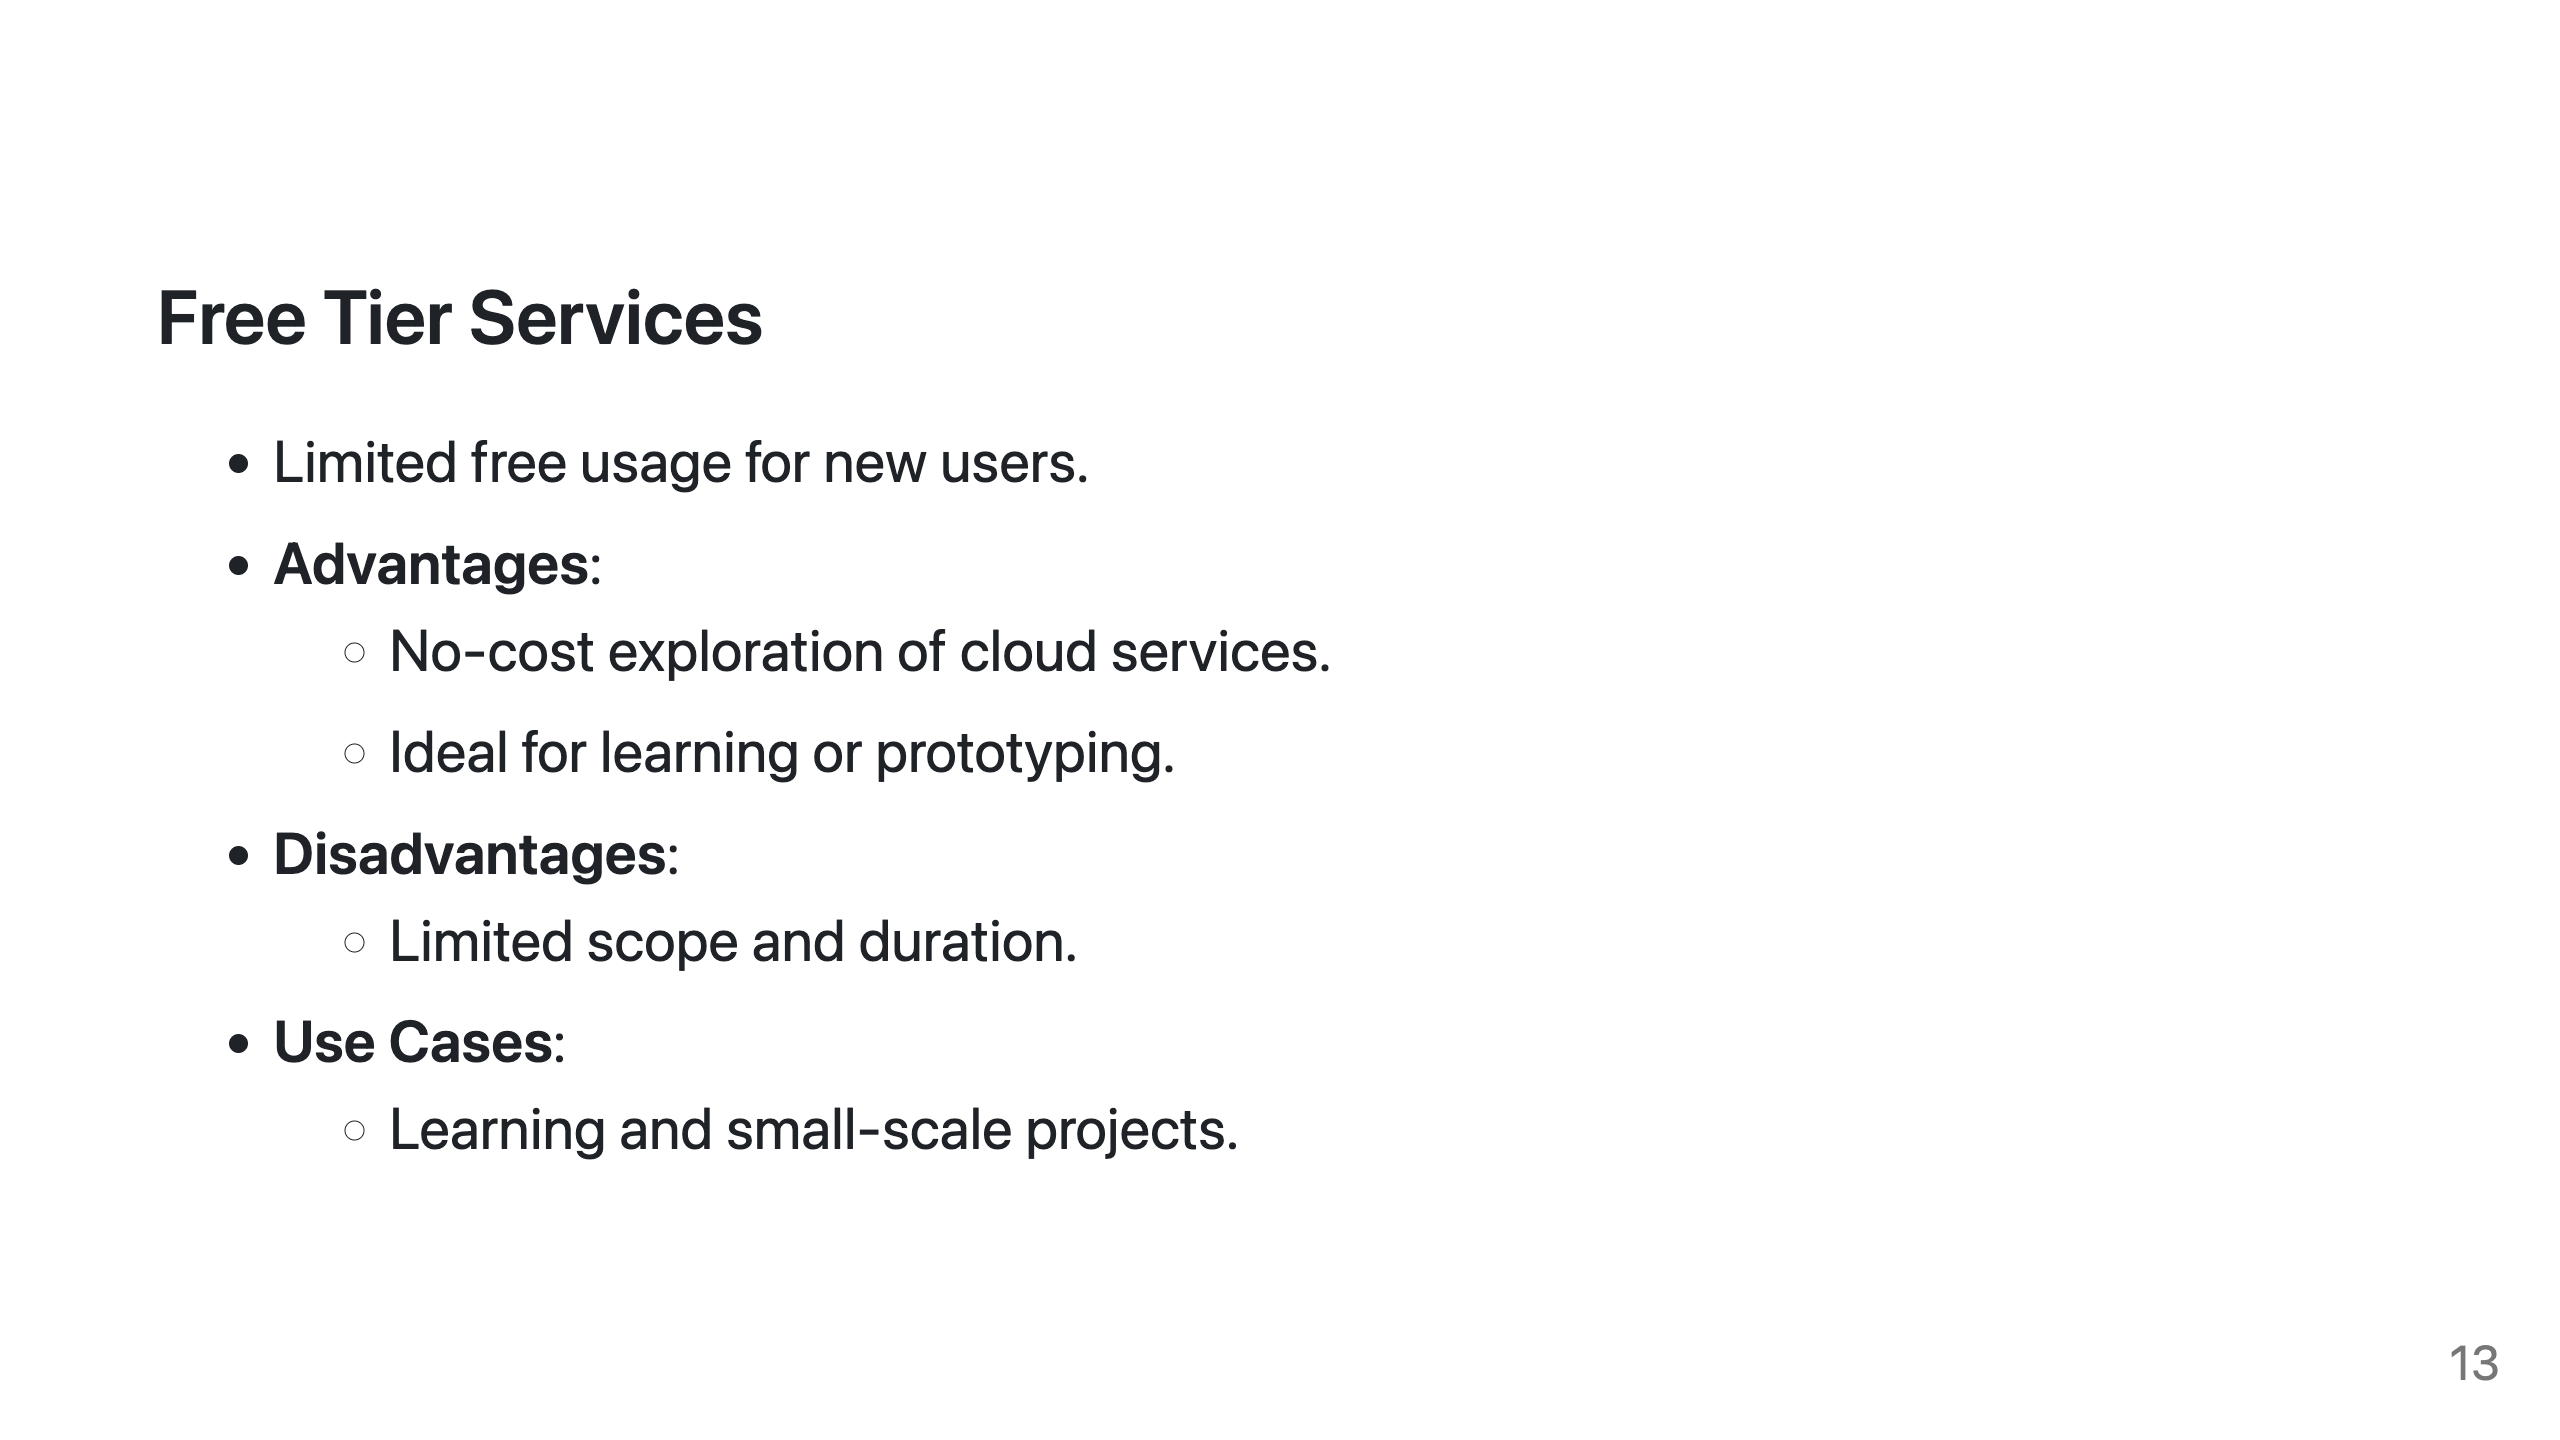 Free Tier Services
• Limited free usage for new users.
• Advantages:
○ No-cost exploration of cloud services.
○ Ideal for learning or prototyping.
• Disadvantages:
○ Limited scope and duration.
• Use Cases:
○ Learning and small-scale projects.
13